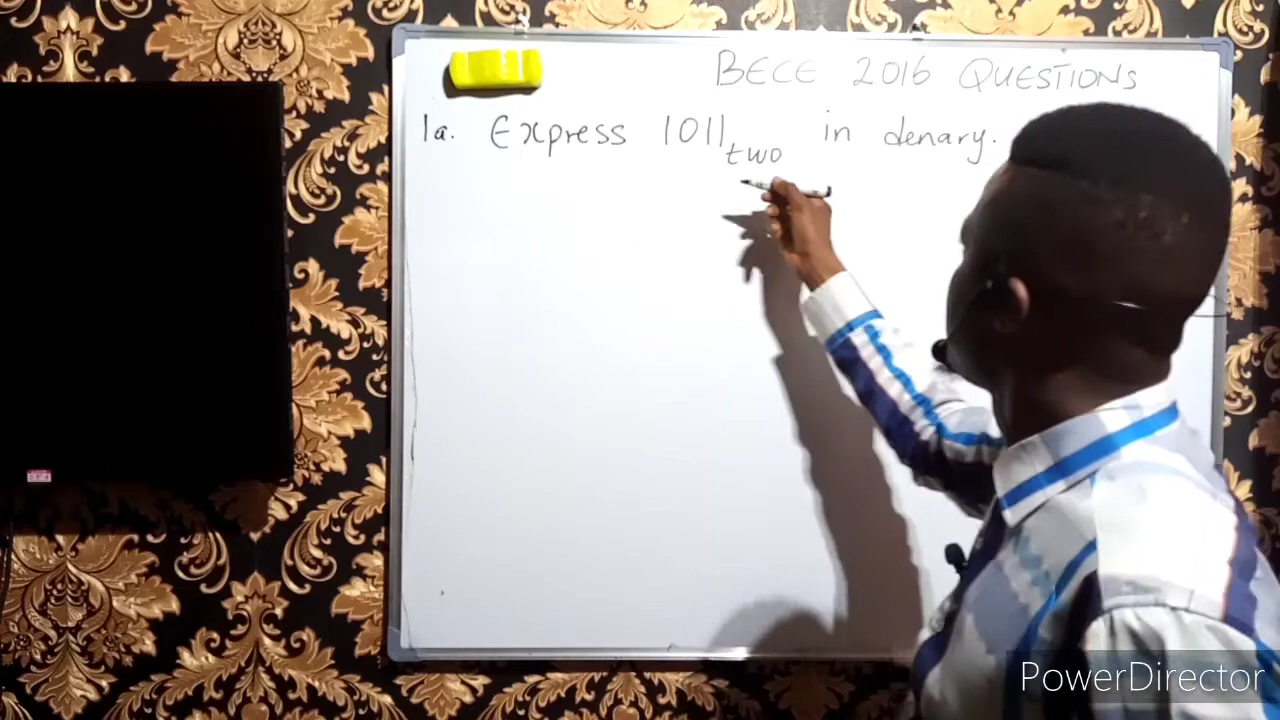 BECE 2016 QUESTIONS
1a. Express 1011two in denary.
PowerDirector